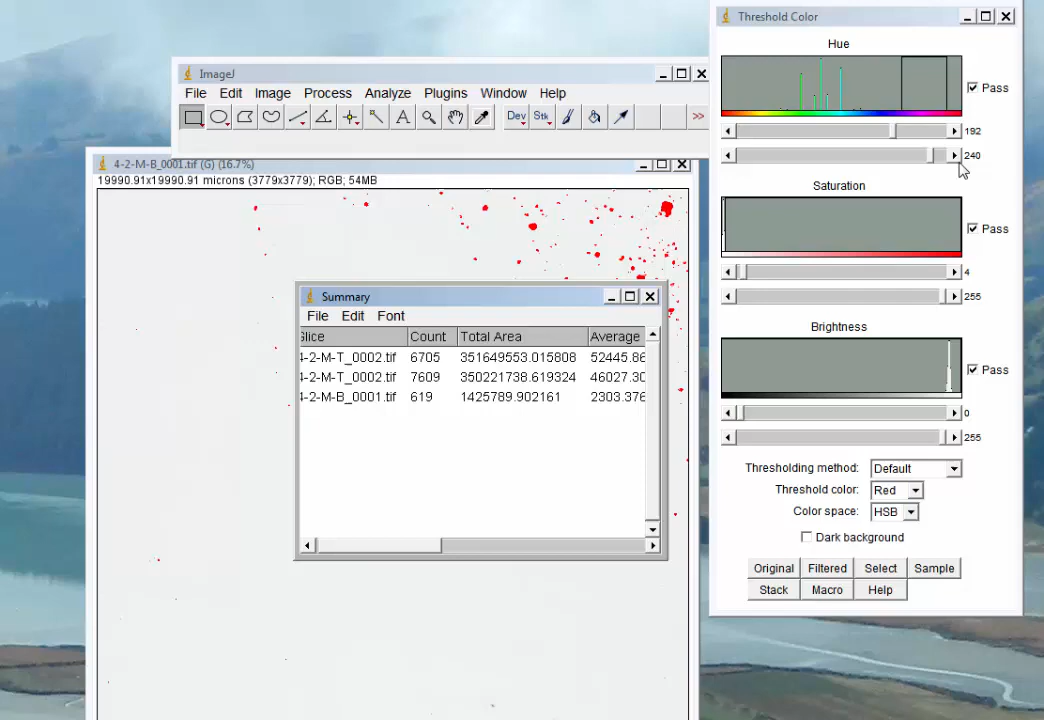 Threshold Color
Hue
Pass
192
240
Saturation
Pass
4
255
Brightness
Pass
0
255
Thresholding method: Default
Threshold color: Red
Color space: HSB
Dark background
Original Filtered Select Sample
Stack Macro Help
ImageJ
File Edit Image Process Analyze Plugins Window Help
A Dev Stk >>
4-2-M-B_0001.tif (G) (16.7%)
19990.91x19990.91 microns (3779x3779); RGB; 54MB
Summary
File Edit Font
Slice Count Total Area Average
4-2-M-T_0002.tif 6705 351649553.015808 52445.86
4-2-M-T_0002.tif 7609 350221738.619324 46027.30
4-2-M-B_0001.tif 619 1425789.902161 2303.376